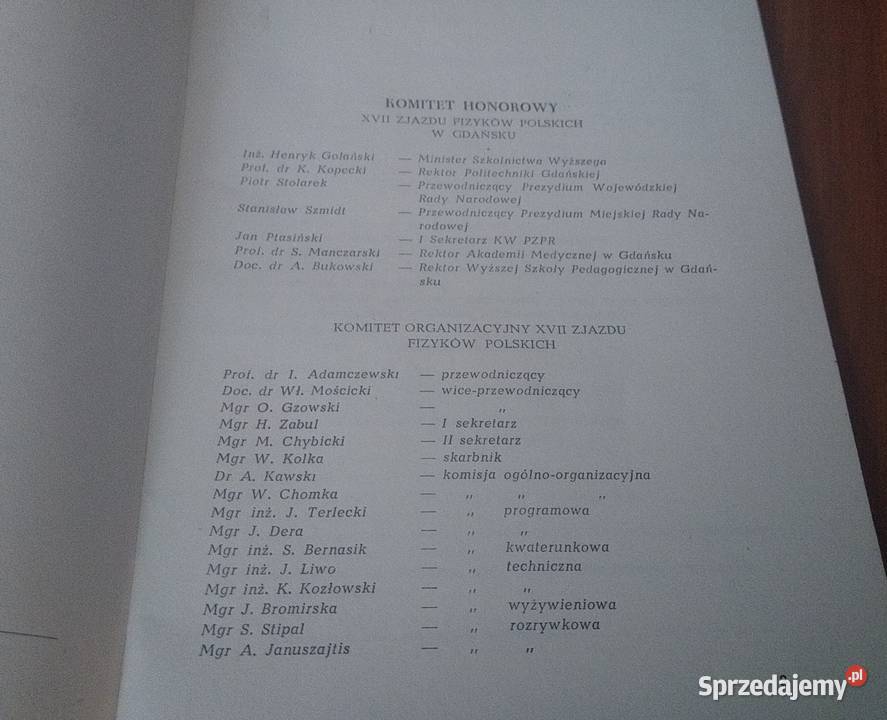 KOMITET HONOROWY
XVII ZJAZDU FIZYKÓW POLSKICH
W GDAŃSKU
Inż. Henryk Golański — Minister Szkolnictwa Wyższego
Prof. dr K. Kopecki — Rektor Politechniki Gdańskiej
Piotr Stolarek — Przewodniczący Prezydium Wojewódzkiej
Rady Narodowej
Stanisław Szmidt — Przewodniczący Prezydium Miejskiej Rady Na-
rodowej
Jan Ptasiński — I Sekretarz KW PZPR
Prof. dr S. Manczarski — Rektor Akademii Medycznej w Gdańsku
Doc. dr A. Bukowski — Rektor Wyższej Szkoły Pedagogicznej w Gdań-
sku
KOMITET ORGANIZACYJNY XVII ZJAZDU
FIZYKÓW POLSKICH
Prof. dr I. Adamczewski — przewodniczący
Doc. dr Wł. Mościcki — wice-przewodniczący
Mgr O. Gzowski — „
Mgr H. Zabul — I sekretarz
Mgr M. Chybicki — II sekretarz
Mgr W. Kolka — skarbnik
Dr A. Kawski — komisja ogólno-organizacyjna
Mgr W. Chomka — „ „ „
Mgr inż. J. Terlecki — „ programowa
Mgr J. Dera — „ „
Mgr inż. S. Bernasik — „ kwaterunkowa
Mgr inż. J. Liwo — „ techniczna
Mgr inż. K. Kozłowski — „ „
Mgr J. Bromirska — „ wyżywieniowa
Mgr S. Stipal — „ rozrywkowa
Mgr A. Januszajtis — „ „
Sprzedajemy.pl